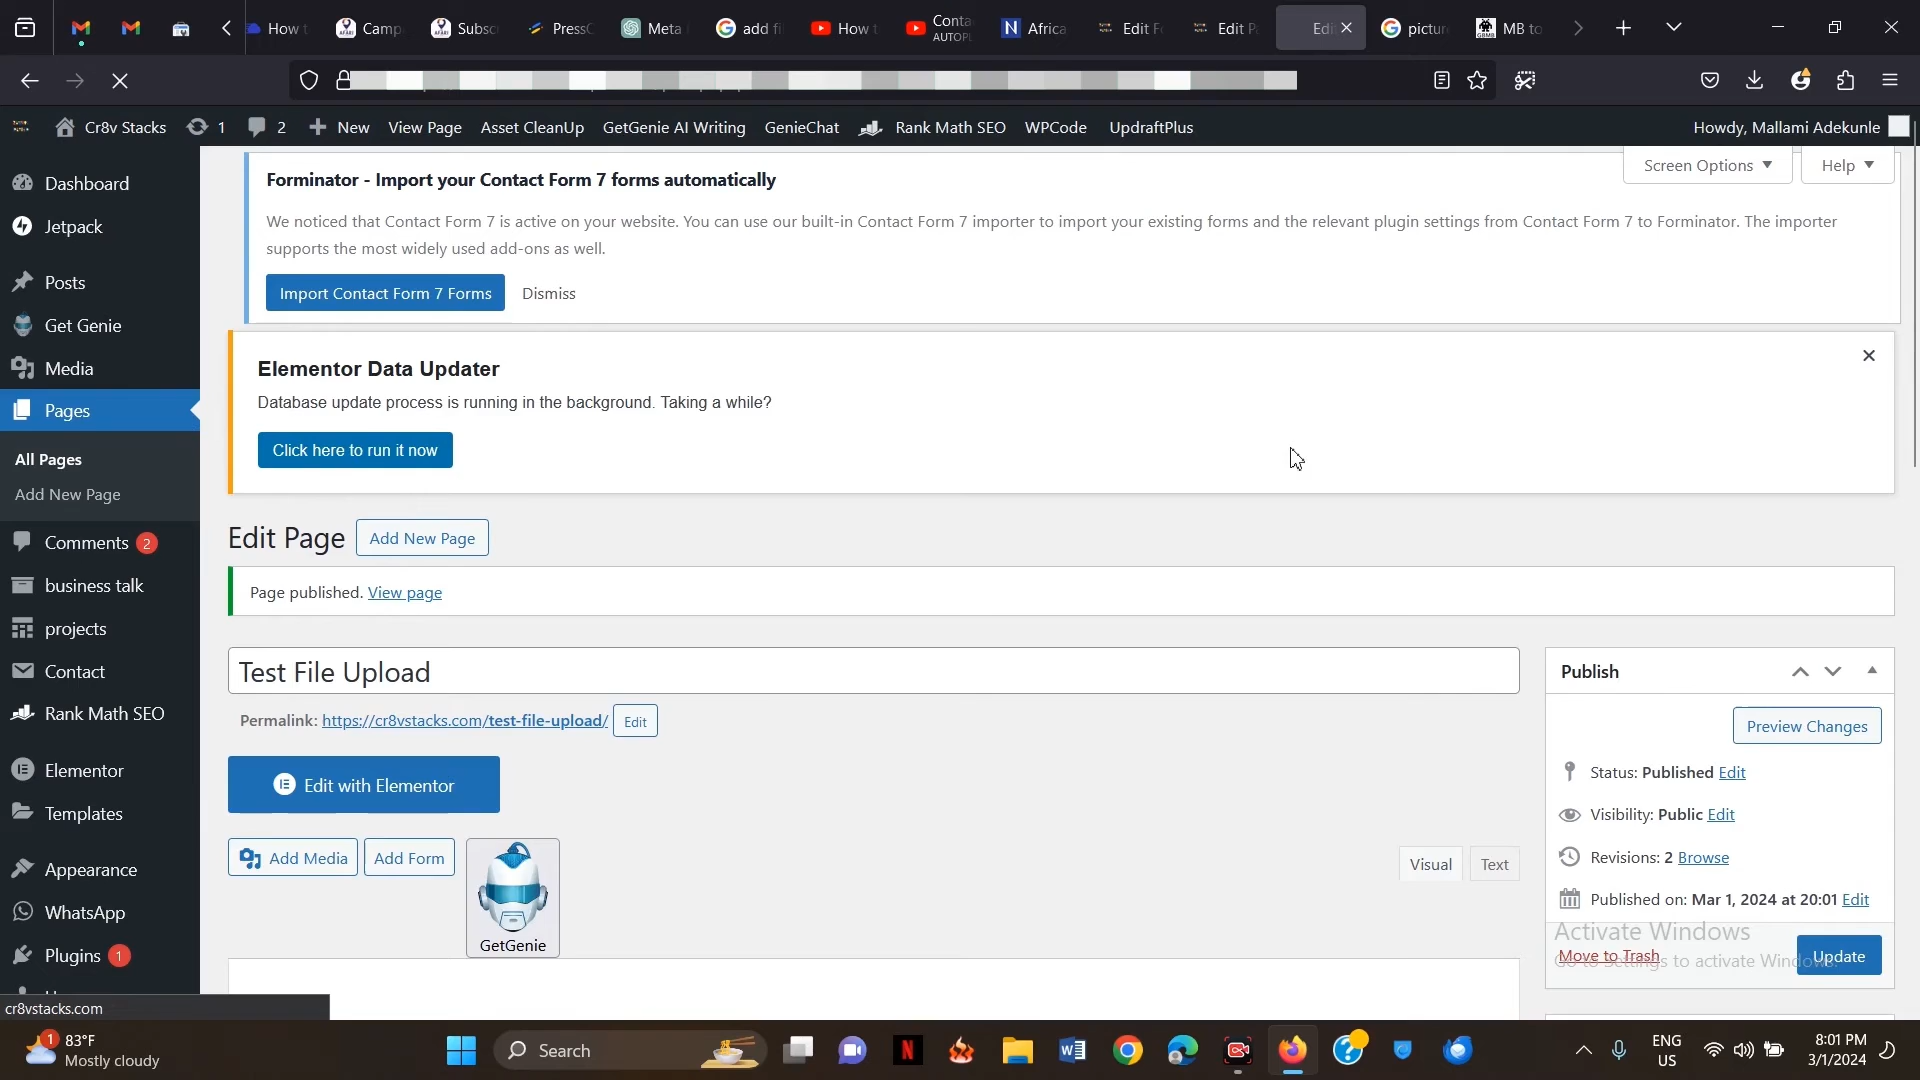 How t
Camp
Subsc
PressC
Meta
add fi
How t
Conta
AUTOPL
Africa
Edit Fo
Edit P
Edi
pictur
MB to
Cr8v Stacks
1
2
New
View Page
Asset CleanUp
GetGenie AI Writing
GenieChat
Rank Math SEO
WPCode
UpdraftPlus
Howdy, Mallami Adekunle
Screen Options
Help
Dashboard
Jetpack
Posts
Get Genie
Media
Pages
All Pages
Add New Page
Comments 2
business talk
projects
Contact
Rank Math SEO
Elementor
Templates
Appearance
WhatsApp
Plugins 1
Forminator - Import your Contact Form 7 forms automatically
We noticed that Contact Form 7 is active on your website. You can use our built-in Contact Form 7 importer to import your existing forms and the relevant plugin settings from Contact Form 7 to Forminator. The importer
supports the most widely used add-ons as well.
Import Contact Form 7 Forms
Dismiss
Elementor Data Updater
Database update process is running in the background. Taking a while?
Click here to run it now
Edit Page
Add New Page
Page published. View page
Test File Upload
Permalink: https://cr8vstacks.com/test-file-upload/ Edit
Edit with Elementor
Add Media
Add Form
GetGenie
Visual
Text
Publish
Preview Changes
Status: Published Edit
Visibility: Public Edit
Revisions: 2 Browse
Published on: Mar 1, 2024 at 20:01 Edit
Activate Windows
Go to Settings to activate Windows.
Move to Trash
Update
cr8vstacks.com
1
83°F
Mostly cloudy
Search
ENG
US
8:01 PM
3/1/2024